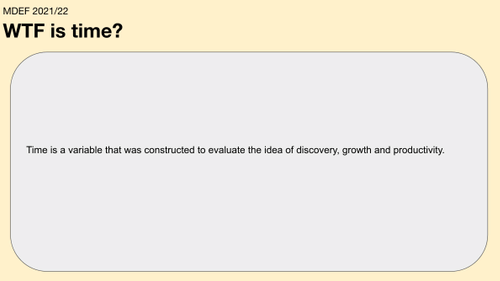 MDEF 2021/22
WTF is time?
Time is a variable that was constructed to evaluate the idea of discovery, growth and productivity.